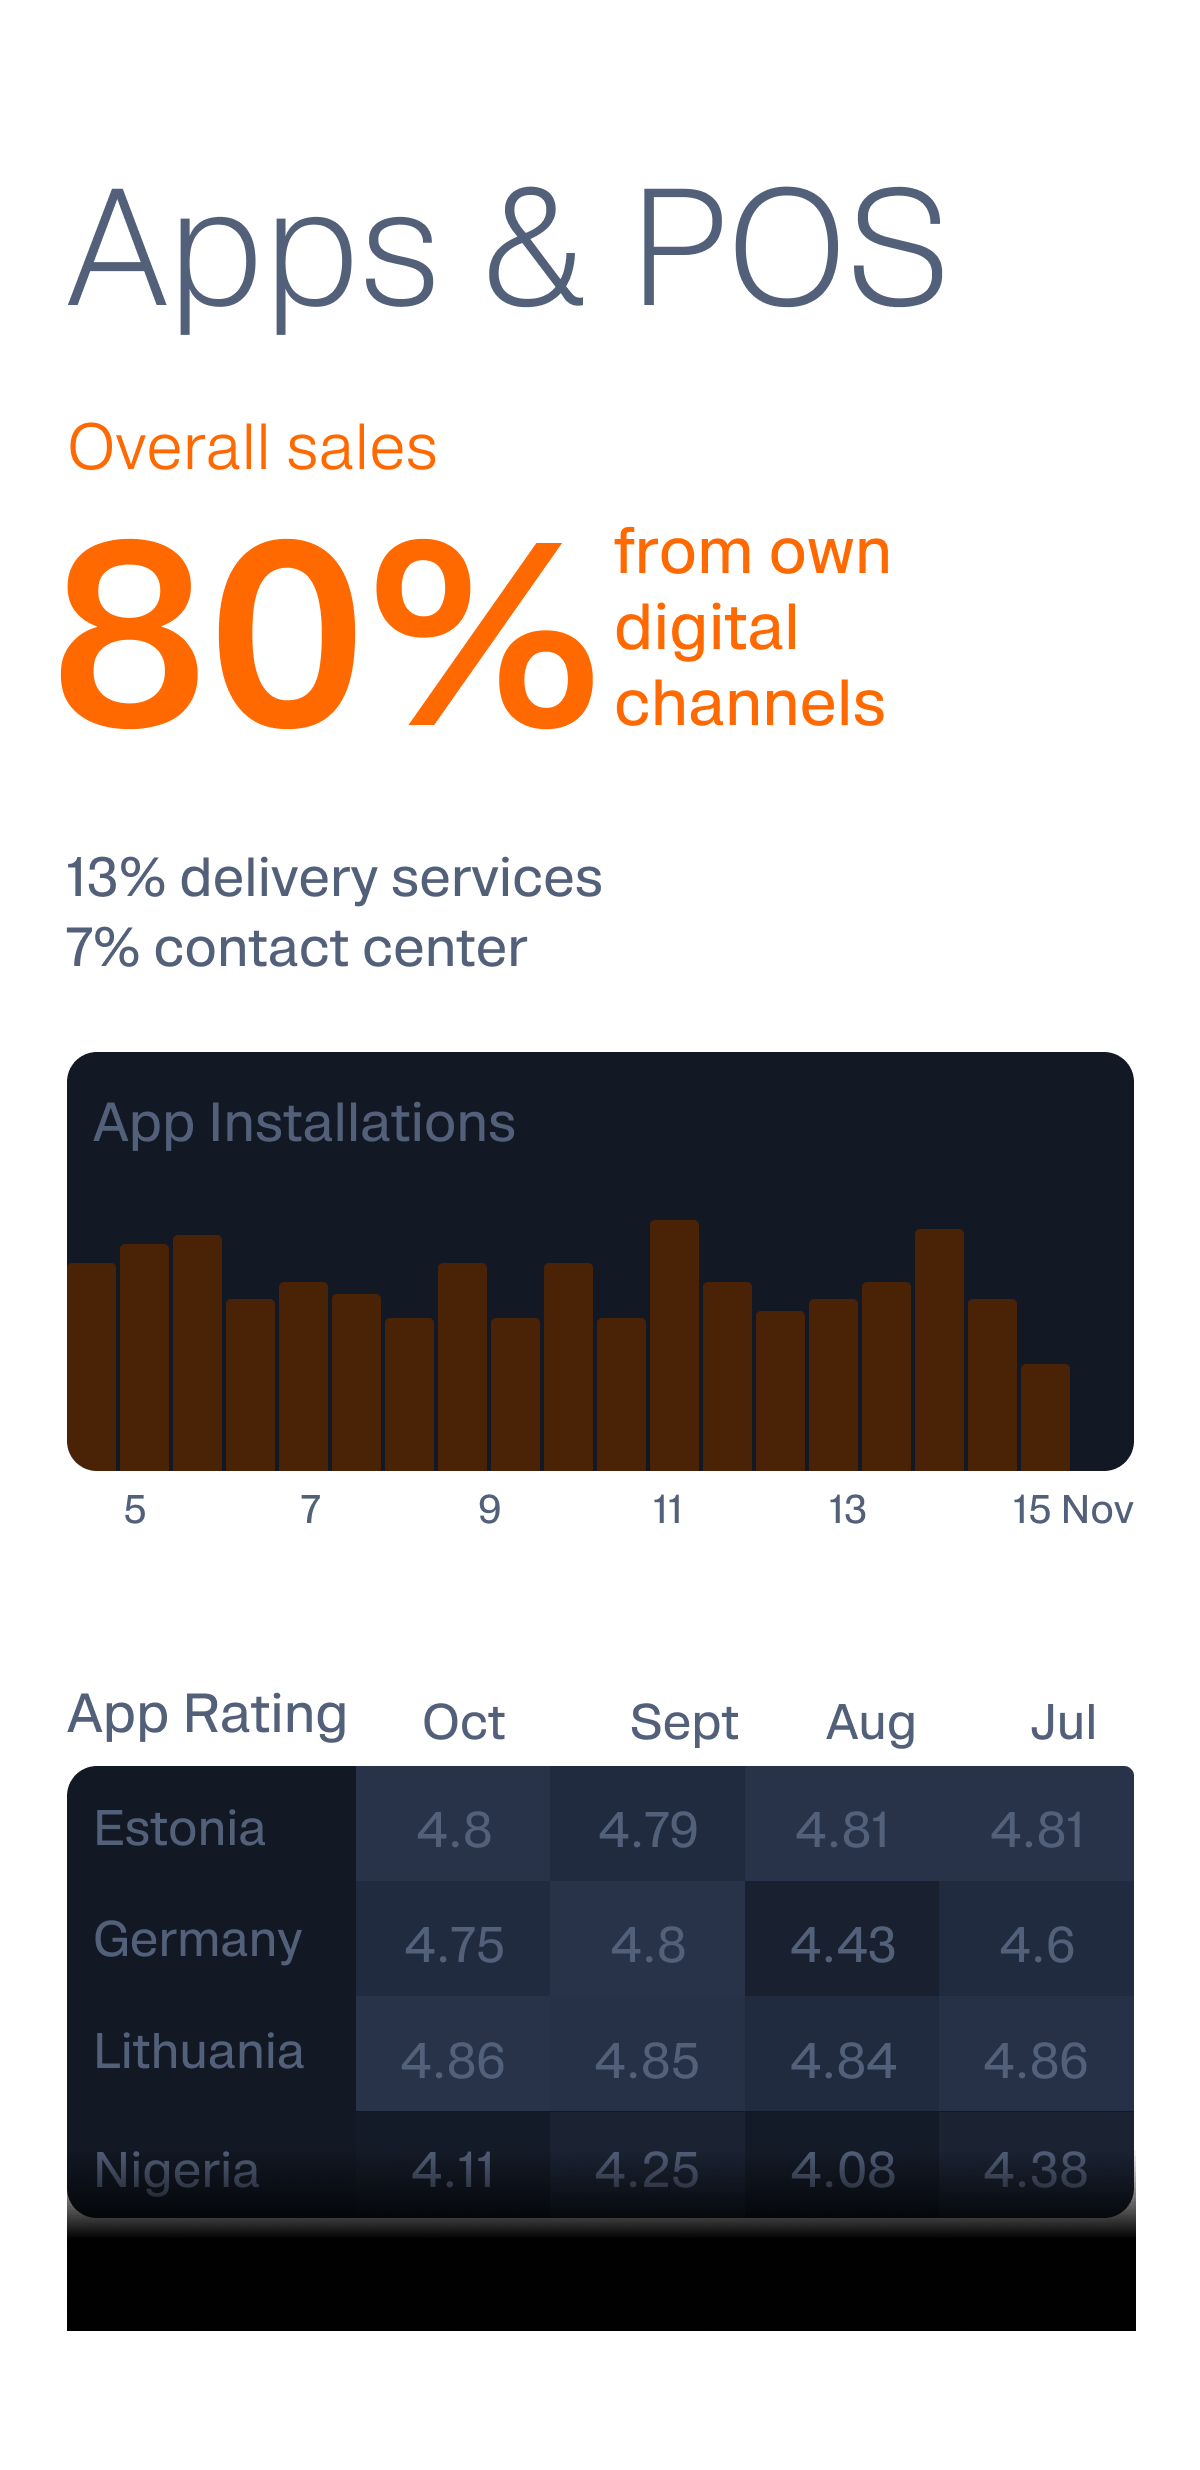 Apps & POS
Overall sales
80%
from own
digital
channels
13% delivery services
7% contact center
App Installations
5 7 9 11 13 15 Nov
App Rating Oct Sept Aug Jul
Estonia 4.8 4.79 4.81 4.81
Germany 4.75 4.8 4.43 4.6
Lithuania 4.86 4.85 4.84 4.86
Nigeria 4.11 4.25 4.08 4.38